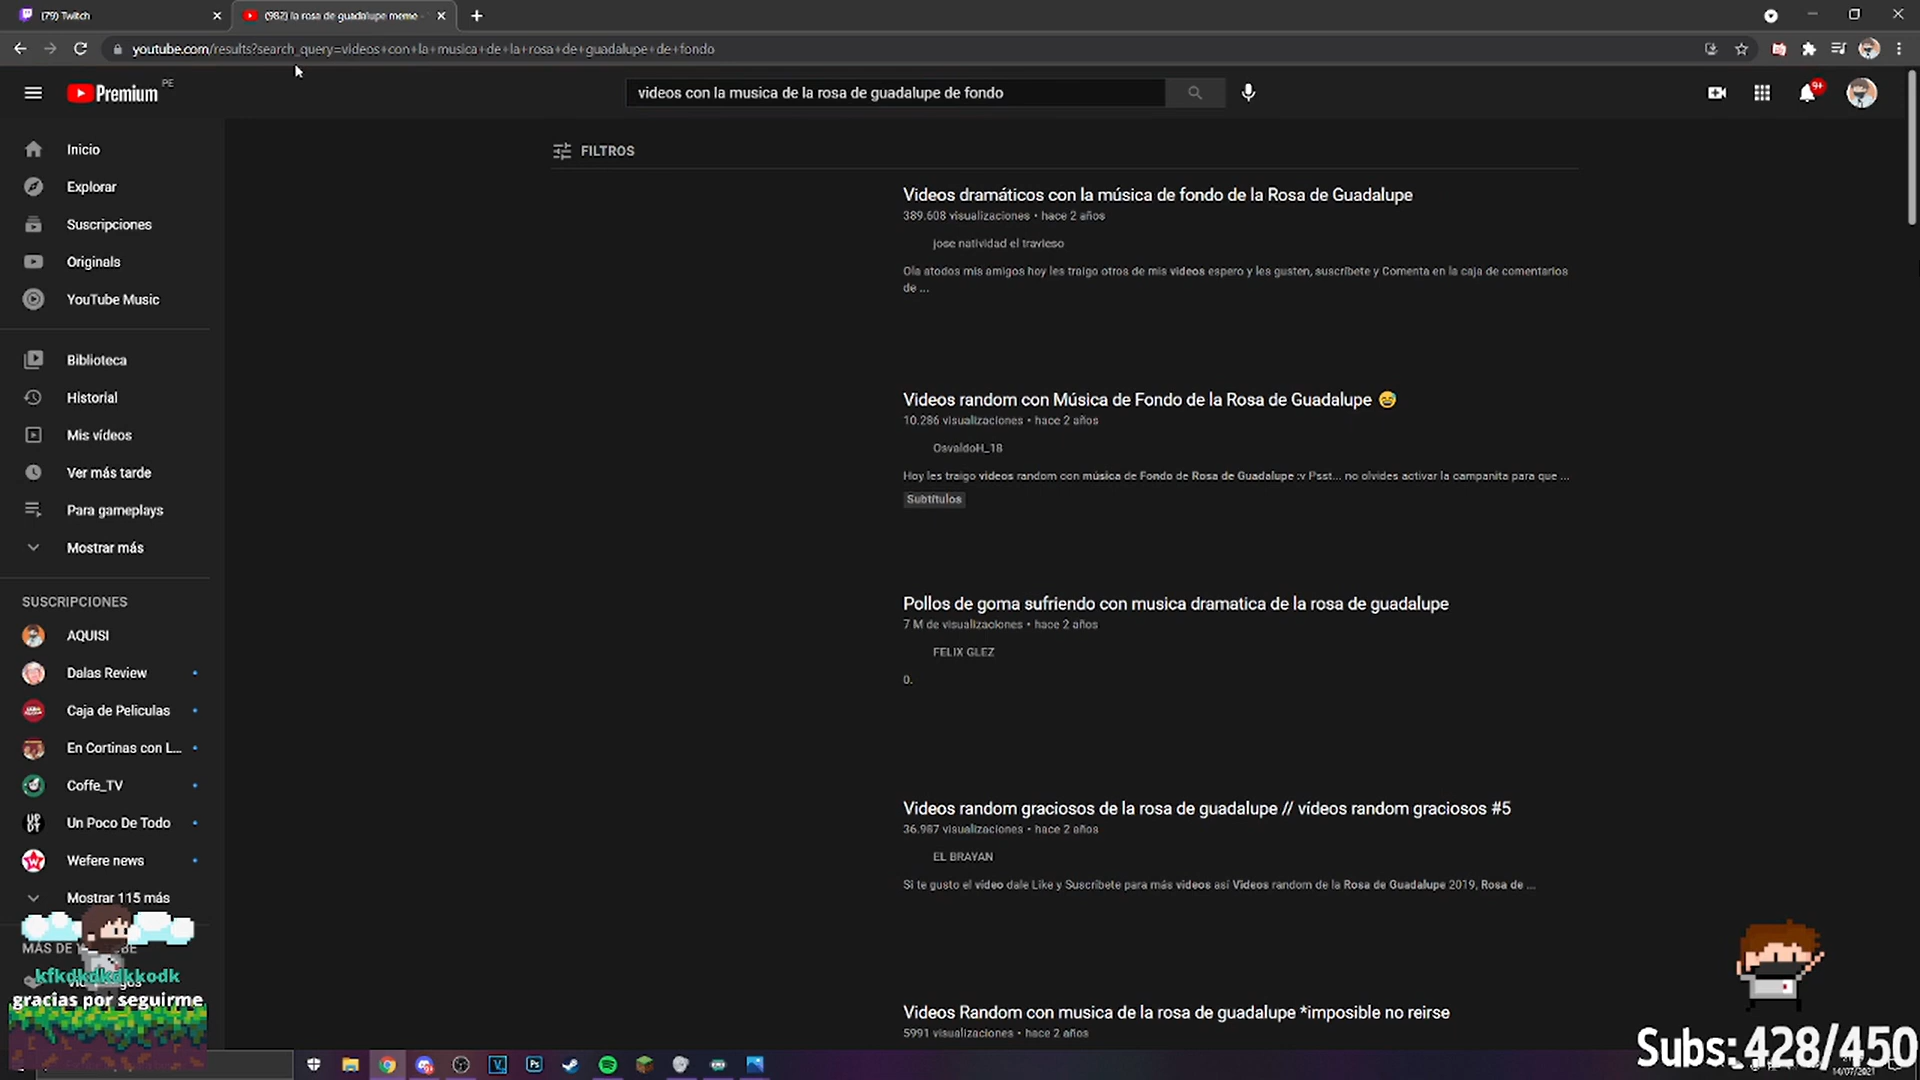 (79) Twitch
(982) la rosa de guadalupe meme -
youtube.com/results?search_query=videos+con+la+musica+de+la+rosa+de+guadalupe+de+fondo
Premium PE
videos con la musica de la rosa de guadalupe de fondo
9+
Inicio
Explorar
Suscripciones
Originals
YouTube Music
Biblioteca
Historial
Mis vídeos
Ver más tarde
Para gameplays
Mostrar más
SUSCRIPCIONES
AQUISI
Dalas Review
Caja de Peliculas
En Cortinas con L...
Coffe_TV
Un Poco De Todo
Wefere news
Mostrar 115 más
MÁS DE
kfkdkdkdkkodk
gracias por seguirme
FILTROS
Videos dramáticos con la música de fondo de la Rosa de Guadalupe
389.608 visualizaciones • hace 2 años
jose natividad el travieso
Ola atodos mis amigos hoy les traigo otros de mis videos espero y les gusten, suscríbete y Comenta en la caja de comentarios
de ...
Videos random con Música de Fondo de la Rosa de Guadalupe 😅
10.286 visualizaciones • hace 2 años
OsvaldoH_18
Hoy les traigo videos random con música de Fondo de Rosa de Guadalupe :v Psst... no olvides activar la campanita para que ...
Subtítulos
Pollos de goma sufriendo con musica dramatica de la rosa de guadalupe
7 M de visualizaciones • hace 2 años
FELIX GLEZ
0.
Videos random graciosos de la rosa de guadalupe // vídeos random graciosos #5
36.987 visualizaciones • hace 2 años
EL BRAYAN
Si te gusto el video dale Like y Suscríbete para más videos así Videos random de la Rosa de Guadalupe 2019, Rosa de ...
Videos Random con musica de la rosa de guadalupe *imposible no reirse
5991 visualizaciones • hace 2 años
Subs: 428/450
14/07/2021